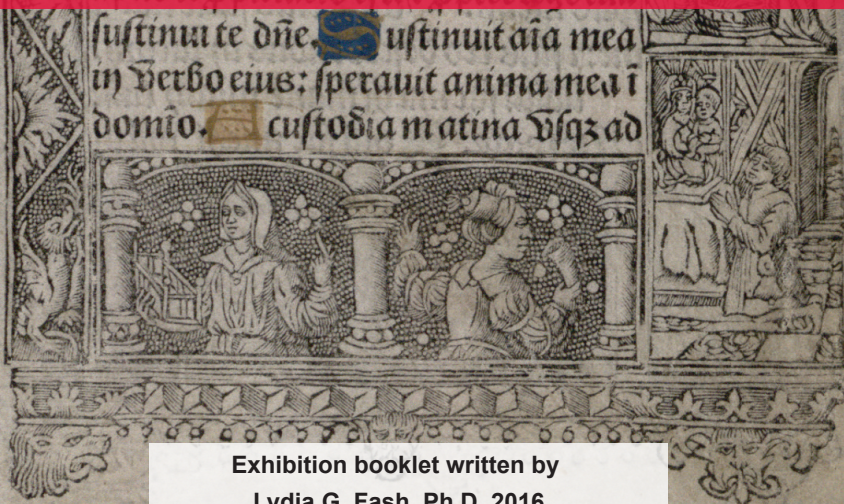 ſuſtinui te dñe. Suſtinuit aīa mea
in verbo eius: ſperauit anima mea ī
domīo. A cuſtodia matina vſqꝫ ad
Exhibition booklet written by
Lydia G. Fash, Ph.D. 2016